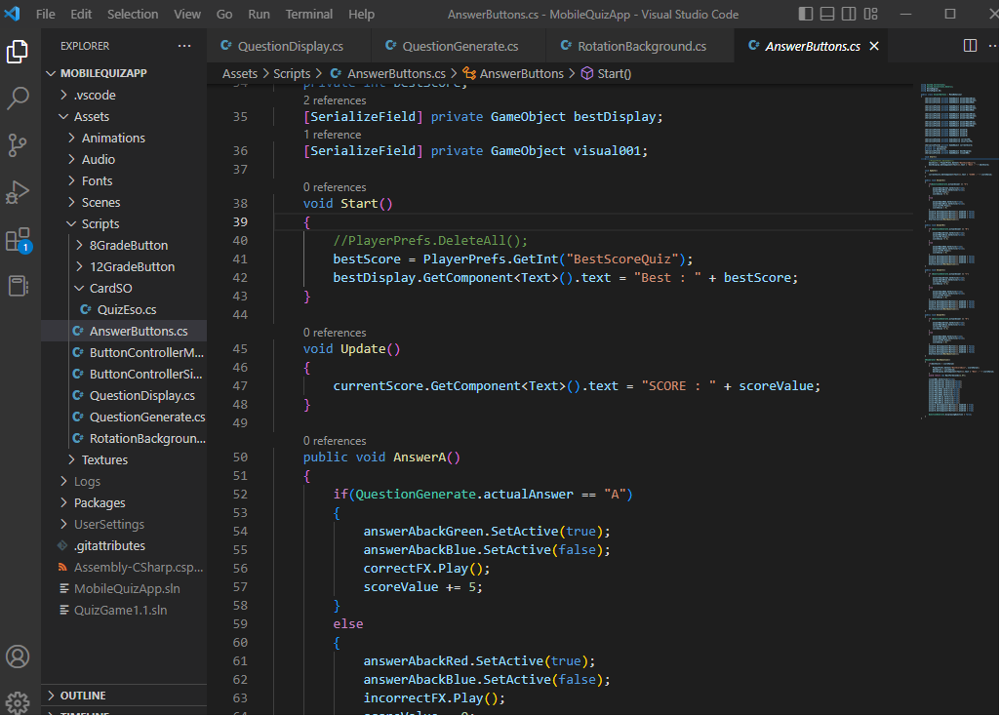 File Edit Selection View Go Run Terminal Help AnswerButtons.cs - MobileQuizApp - Visual Studio Code
EXPLORER
MOBILEQUIZAPP
.vscode
Assets
Animations
Audio
Fonts
Scenes
Scripts
8GradeButton
12GradeButton
CardSO
C# QuizEso.cs
C# AnswerButtons.cs
C# ButtonControllerM...
C# ButtonControllerSi...
C# QuestionDisplay.cs
C# QuestionGenerate.cs
C# RotationBackgroun...
Textures
Logs
Packages
UserSettings
.gitattributes
Assembly-CSharp.csp...
MobileQuizApp.sln
QuizGame1.1.sln
OUTLINE
TIMELINE
1
C# QuestionDisplay.cs C# QuestionGenerate.cs C# RotationBackground.cs C# AnswerButtons.cs
Assets > Scripts > C# AnswerButtons.cs > AnswerButtons > Start()
34 private int bestScore;
2 references
35 [SerializeField] private GameObject bestDisplay;
1 reference
36 [SerializeField] private GameObject visual001;
37
0 references
38 void Start()
39 {
40 //PlayerPrefs.DeleteAll();
41 bestScore = PlayerPrefs.GetInt("BestScoreQuiz");
42 bestDisplay.GetComponent<Text>().text = "Best : " + bestScore;
43 }
44
0 references
45 void Update()
46 {
47 currentScore.GetComponent<Text>().text = "SCORE : " + scoreValue;
48 }
49
0 references
50 public void AnswerA()
51 {
52 if(QuestionGenerate.actualAnswer == "A")
53 {
54 answerAbackGreen.SetActive(true);
55 answerAbackBlue.SetActive(false);
56 correctFX.Play();
57 scoreValue += 5;
58 }
59 else
60 {
61 answerAbackRed.SetActive(true);
62 answerAbackBlue.SetActive(false);
63 incorrectFX.Play();